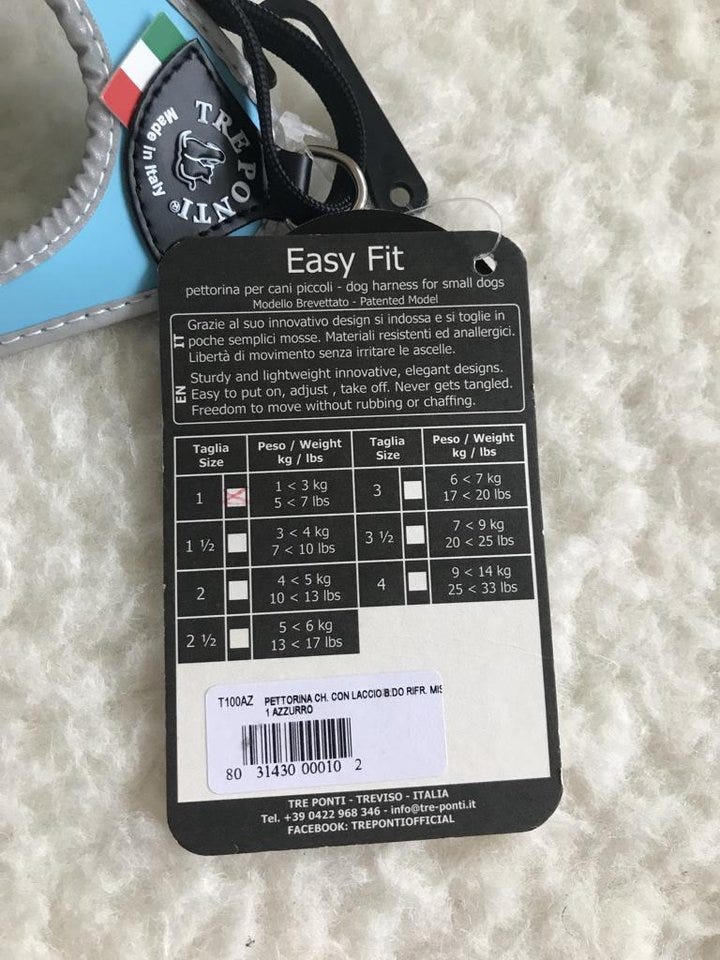 TRE PONTI®
Made in Italy
Easy Fit
pettorina per cani piccoli - dog harness for small dogs
Modello Brevettato - Patented Model
IT
Grazie al suo innovativo design si indossa e si toglie in
poche semplici mosse. Materiali resistenti ed anallergici.
Libertà di movimento senza irritare le ascelle.
EN
Sturdy and lightweight innovative, elegant designs.
Easy to put on, adjust , take off. Never gets tangled.
Freedom to move without rubbing or chaffing.
Taglia Peso / Weight Taglia Peso / Weight
Size kg / lbs Size kg / lbs
1 1 < 3 kg 3 6 < 7 kg
5 < 7 lbs 17 < 20 lbs
1 ½ 3 < 4 kg 3 ½ 7 < 9 kg
7 < 10 lbs 20 < 25 lbs
2 4 < 5 kg 4 9 < 14 kg
10 < 13 lbs 25 < 33 lbs
2 ½ 5 < 6 kg
13 < 17 lbs
T100AZ PETTORINA CH. CON LACCIO B.DO RIFR. MIS
1 AZZURRO
80 31430 00010 2
TRE PONTI - TREVISO - ITALIA
Tel. +39 0422 968 346 - info@tre-ponti.it
FACEBOOK: TREPONTIOFFICIAL